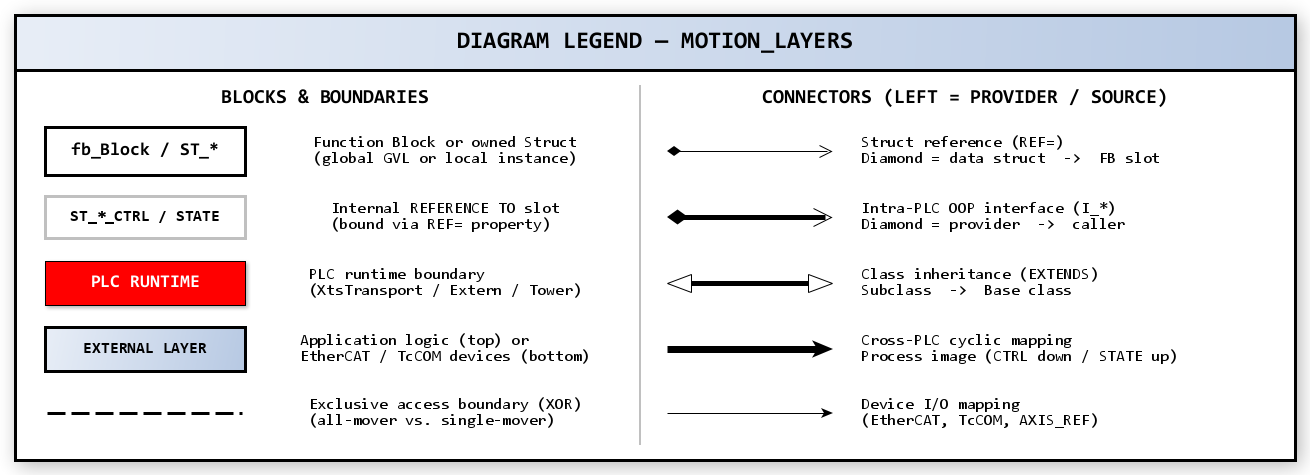 DIAGRAM LEGEND — MOTION_LAYERS
BLOCKS & BOUNDARIES
fb_Block / ST_*
Function Block or owned Struct
(global GVL or local instance)
ST_*_CTRL / STATE
Internal REFERENCE TO slot
(bound via REF= property)
PLC RUNTIME
PLC runtime boundary
(XtsTransport / Extern / Tower)
EXTERNAL LAYER
Application logic (top) or
EtherCAT / TcCOM devices (bottom)
Exclusive access boundary (XOR)
(all-mover vs. single-mover)
CONNECTORS (LEFT = PROVIDER / SOURCE)
Struct reference (REF=)
Diamond = data struct -> FB slot
Intra-PLC OOP interface (I_*)
Diamond = provider -> caller
Class inheritance (EXTENDS)
Subclass -> Base class
Cross-PLC cyclic mapping
Process image (CTRL down / STATE up)
Device I/O mapping
(EtherCAT, TcCOM, AXIS_REF)